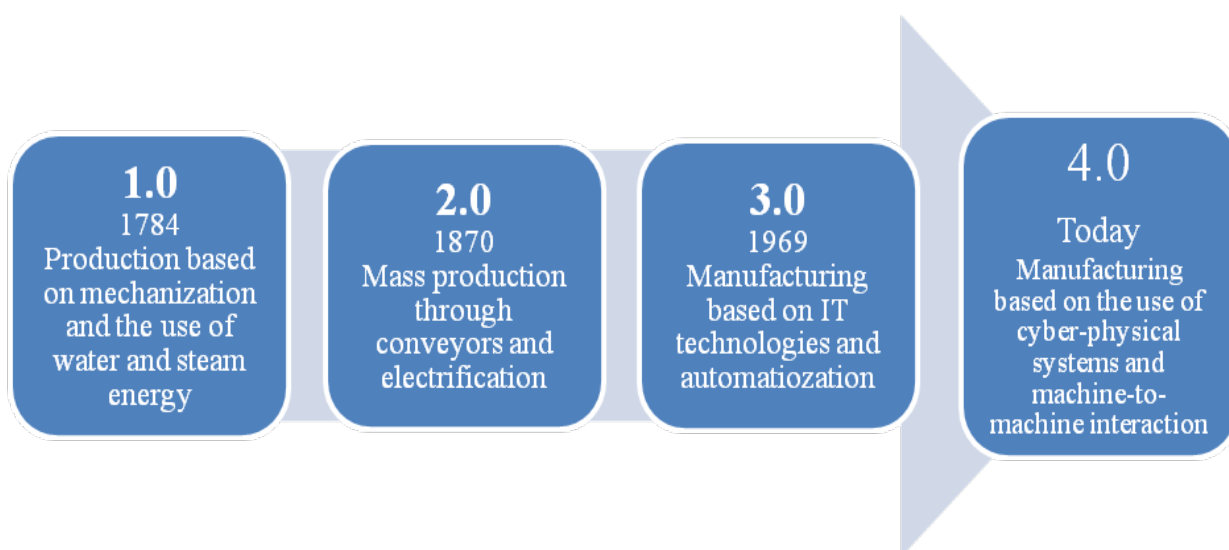 1.0
1784
Production based
on mechanization
and the use of
water and steam
energy
2.0
1870
Mass production
through
conveyors and
electrification
3.0
1969
Manufacturing
based on IT
technologies and
automatiozation
4.0
Today
Manufacturing
based on the use of
cyber-physical
systems and
machine-to-
machine interaction